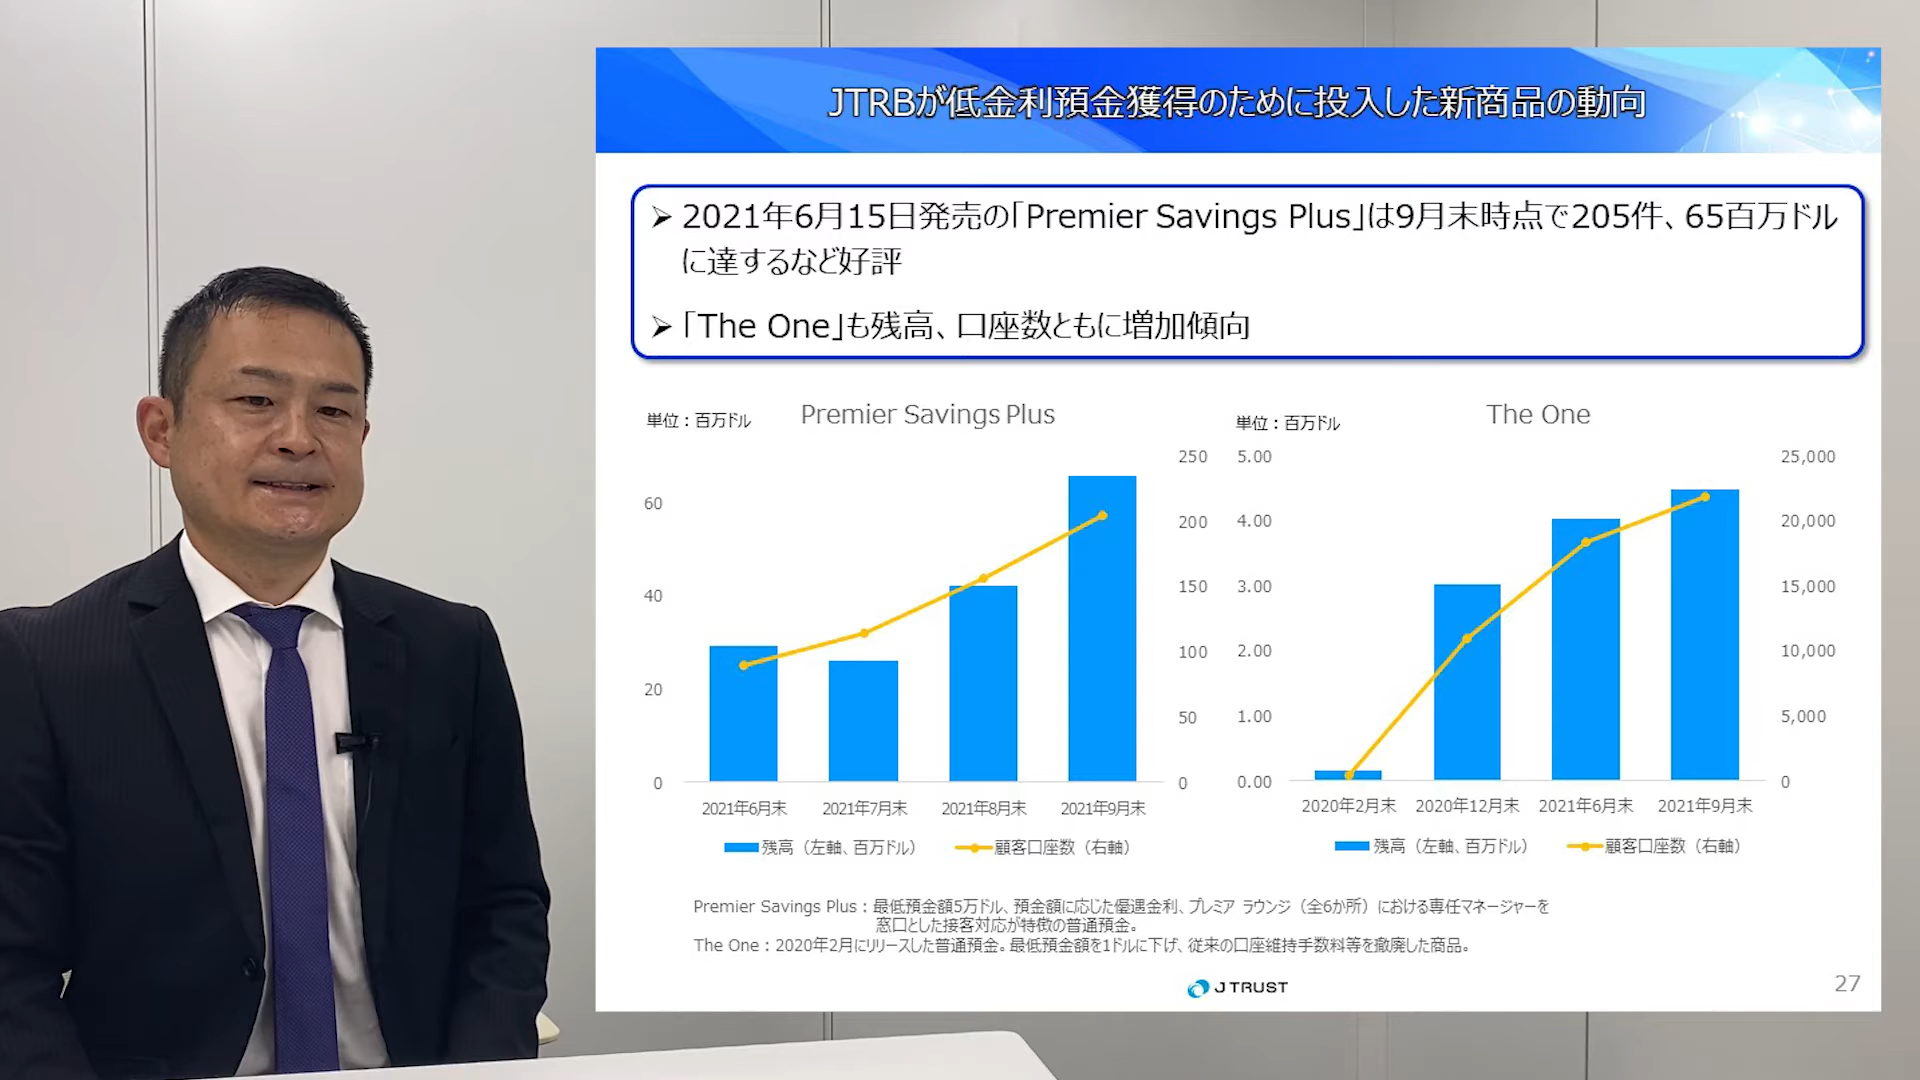 JTRBが低金利預金獲得のために投入した新商品の動向
➢ 2021年6月15日発売の「Premier Savings Plus」は9月末時点で205件、65百万ドル
に達するなど好評
➢ 「The One」も残高、口座数ともに増加傾向
単位：百万ドル
Premier Savings Plus
60
40
20
0
250
200
150
100
50
0
2021年6月末 2021年7月末 2021年8月末 2021年9月末
残高（左軸、百万ドル） 顧客口座数（右軸）
単位：百万ドル
The One
5.00
4.00
3.00
2.00
1.00
0.00
25,000
20,000
15,000
10,000
5,000
0
2020年2月末 2020年12月末 2021年6月末 2021年9月末
残高（左軸、百万ドル） 顧客口座数（右軸）
Premier Savings Plus：最低預金額5万ドル、預金額に応じた優遇金利、プレミア ラウンジ（全6か所）における専任マネージャーを
窓口とした接客対応が特徴の普通預金。
The One：2020年2月にリリースした普通預金。最低預金額を1ドルに下げ、従来の口座維持手数料等を撤廃した商品。
J TRUST
27